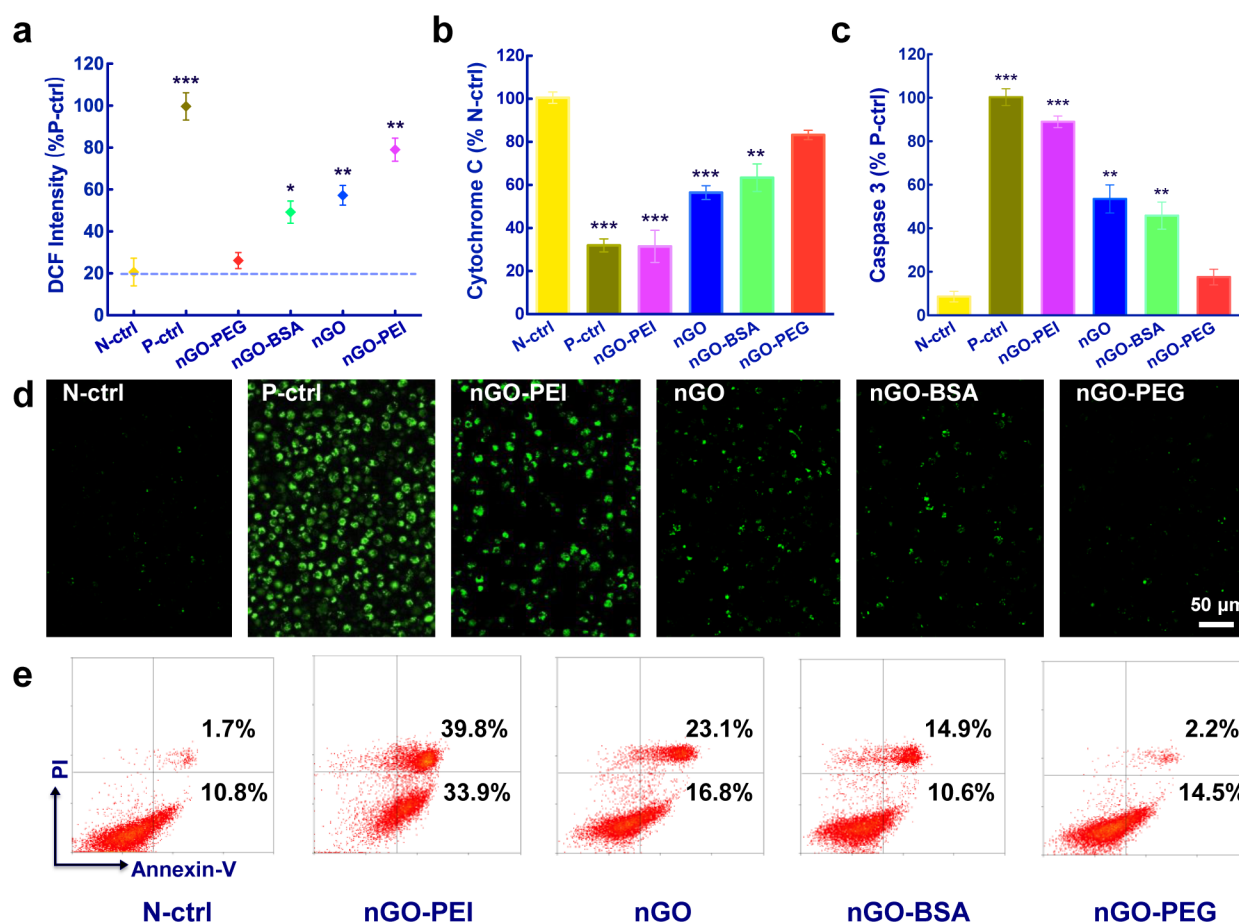 a
DCF Intensity (%P-ctrl)
120
100
80
60
40
20
0
***
*
**
**
N-ctrl
P-ctrl
nGO-PEG
nGO-BSA
nGO
nGO-PEI
b
Cytochrome C (% N-ctrl)
120
100
80
60
40
20
0
***
***
***
**
N-ctrl
P-ctrl
nGO-PEI
nGO
nGO-BSA
nGO-PEG
c
Caspase 3 (% P-ctrl)
120
100
80
60
40
20
0
***
***
**
**
N-ctrl
P-ctrl
nGO-PEI
nGO
nGO-BSA
nGO-PEG
d
N-ctrl
P-ctrl
nGO-PEI
nGO
nGO-BSA
nGO-PEG
50 μm
e
1.7%
10.8%
39.8%
33.9%
23.1%
16.8%
14.9%
10.6%
2.2%
14.5%
PI
Annexin-V
N-ctrl
nGO-PEI
nGO
nGO-BSA
nGO-PEG